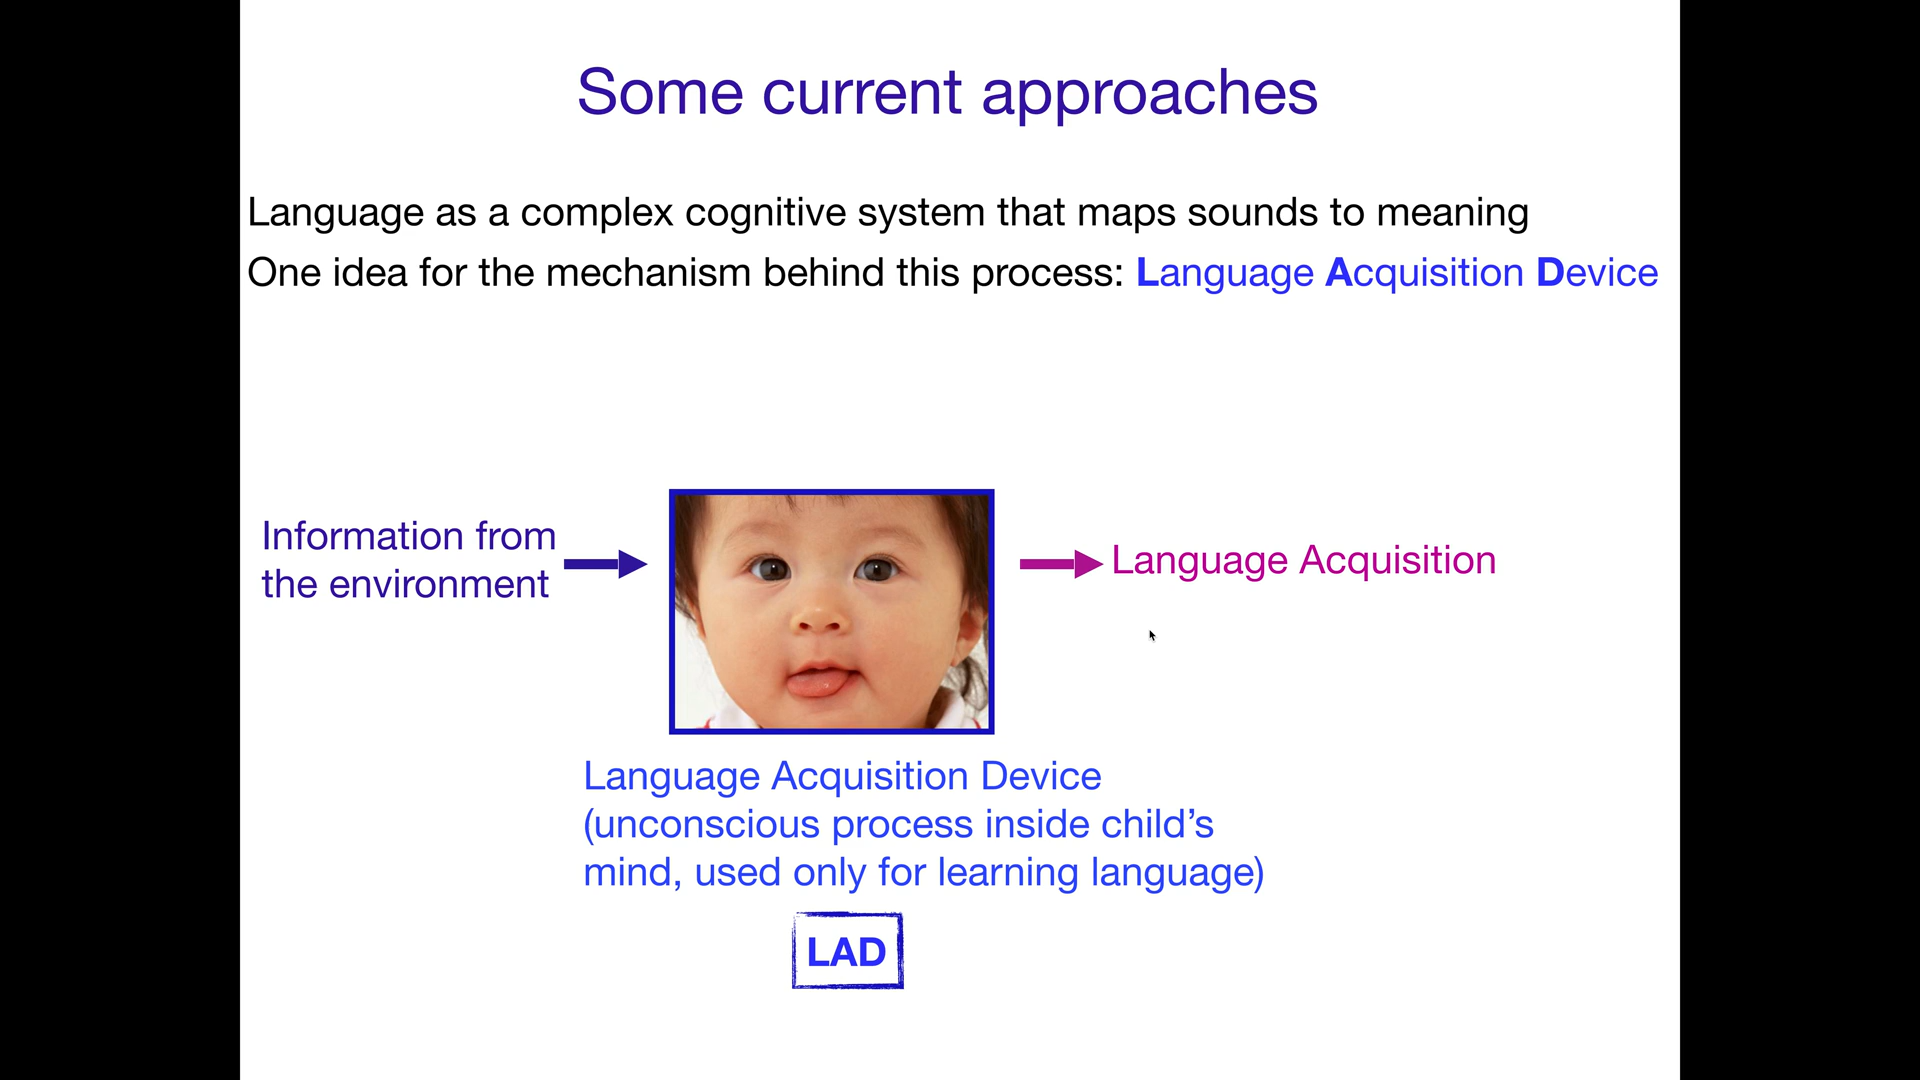 Some current approaches
Language as a complex cognitive system that maps sounds to meaning
One idea for the mechanism behind this process: Language Acquisition Device
Information from
the environment
Language Acquisition
Language Acquisition Device
(unconscious process inside child’s
mind, used only for learning language)
LAD